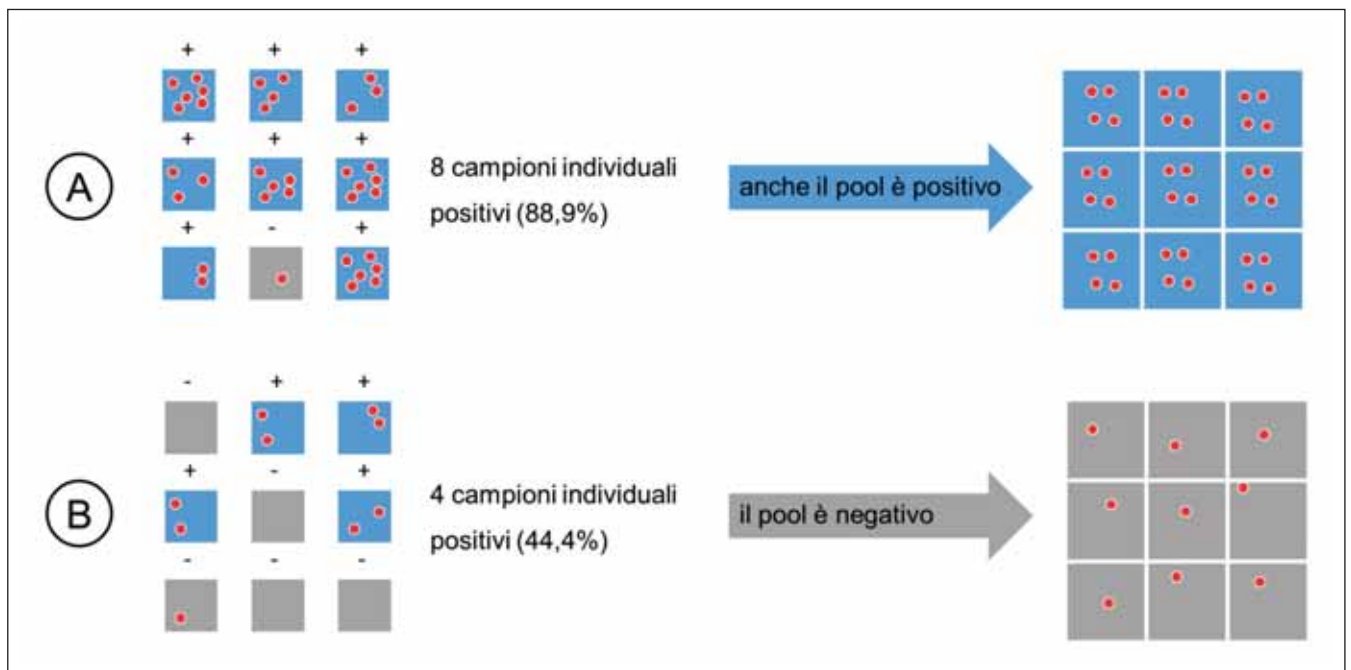 + + +
+ + +
+ - +
A
8 campioni individuali
positivi (88,9%)
anche il pool è positivo
- + +
+ - +
- - -
B
4 campioni individuali
positivi (44,4%)
il pool è negativo